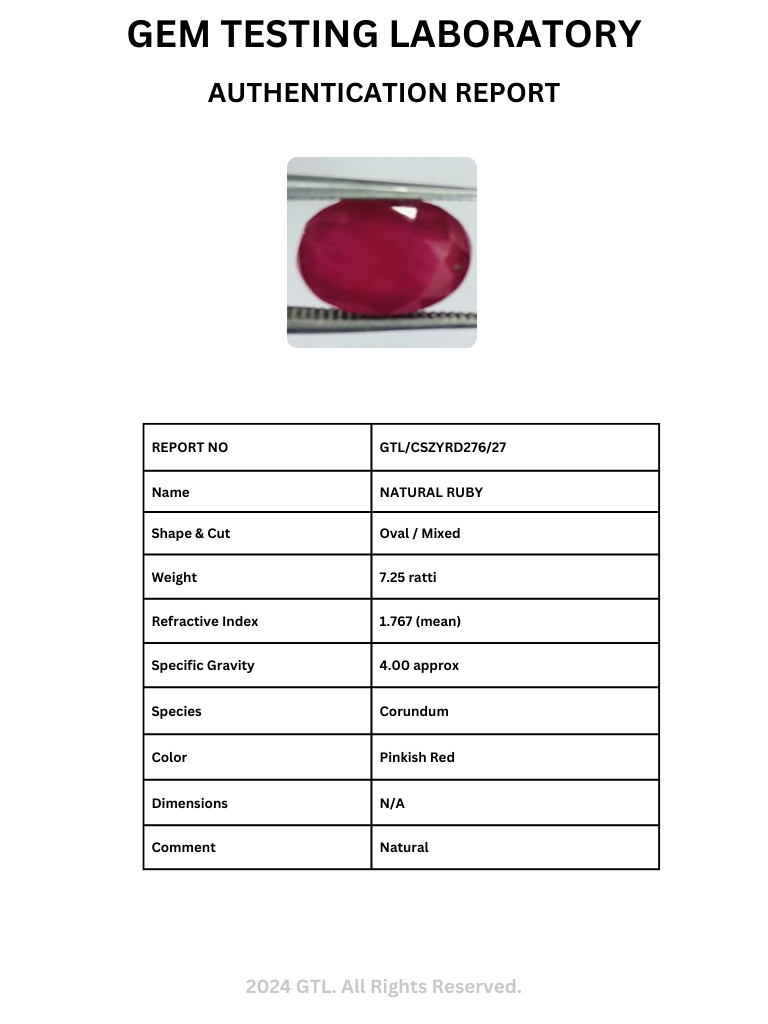 GEM TESTING LABORATORY
AUTHENTICATION REPORT
REPORT NO GTL/CSZYRD276/27
Name NATURAL RUBY
Shape & Cut Oval / Mixed
Weight 7.25 ratti
Refractive Index 1.767 (mean)
Specific Gravity 4.00 approx
Species Corundum
Color Pinkish Red
Dimensions N/A
Comment Natural
2024 GTL. All Rights Reserved.